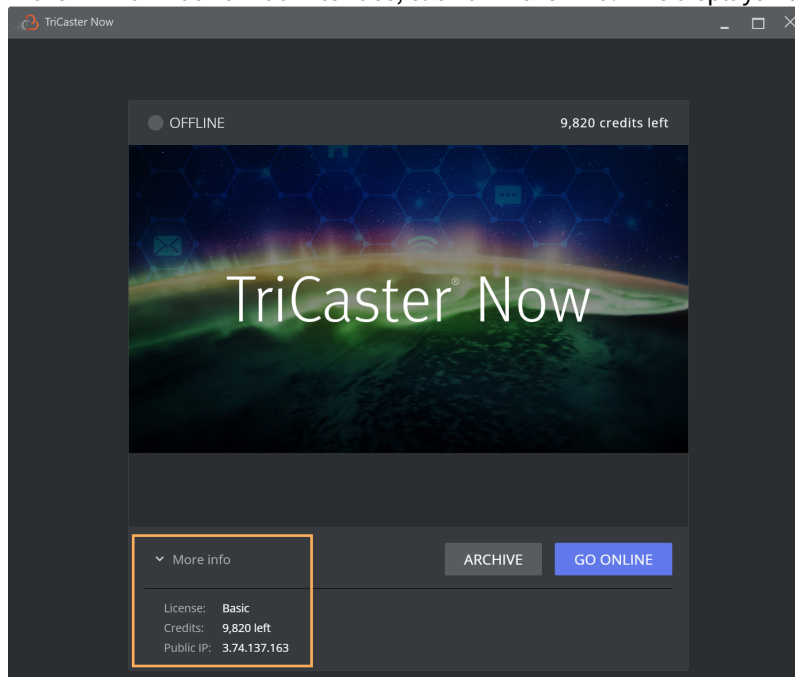 TriCaster Now
OFFLINE
9,820 credits left
TriCaster® Now
More info
ARCHIVE
GO ONLINE
License: Basic
Credits: 9,820 left
Public IP: 3.74.137.163